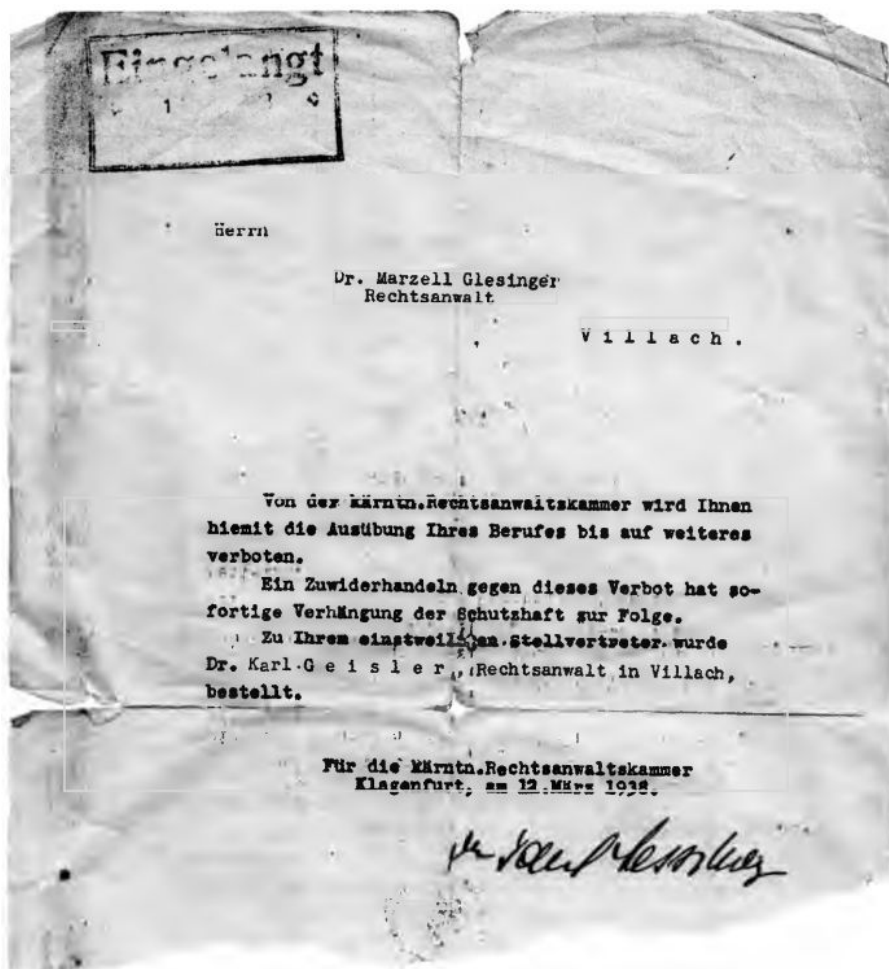 Eingelangt
Herrn
Dr. Marzell Glesinger
Rechtsanwalt
Villach.
Von der Kärntn.Rechtsanwaltskammer wird Ihnen
hiemit die Ausübung Ihres Berufes bis auf weiteres
verboten.
Ein Zuwiderhandeln gegen dieses Verbot hat so-
fortige Verhängung der Schutzhaft zur Folge.
Zu Ihrem einstweiligen Stellvertreter wurde
Dr. Karl Geisler, Rechtsanwalt in Villach,
bestellt.
Für die Kärntn.Rechtsanwaltskammer
Klagenfurt, am 12.März 1938.